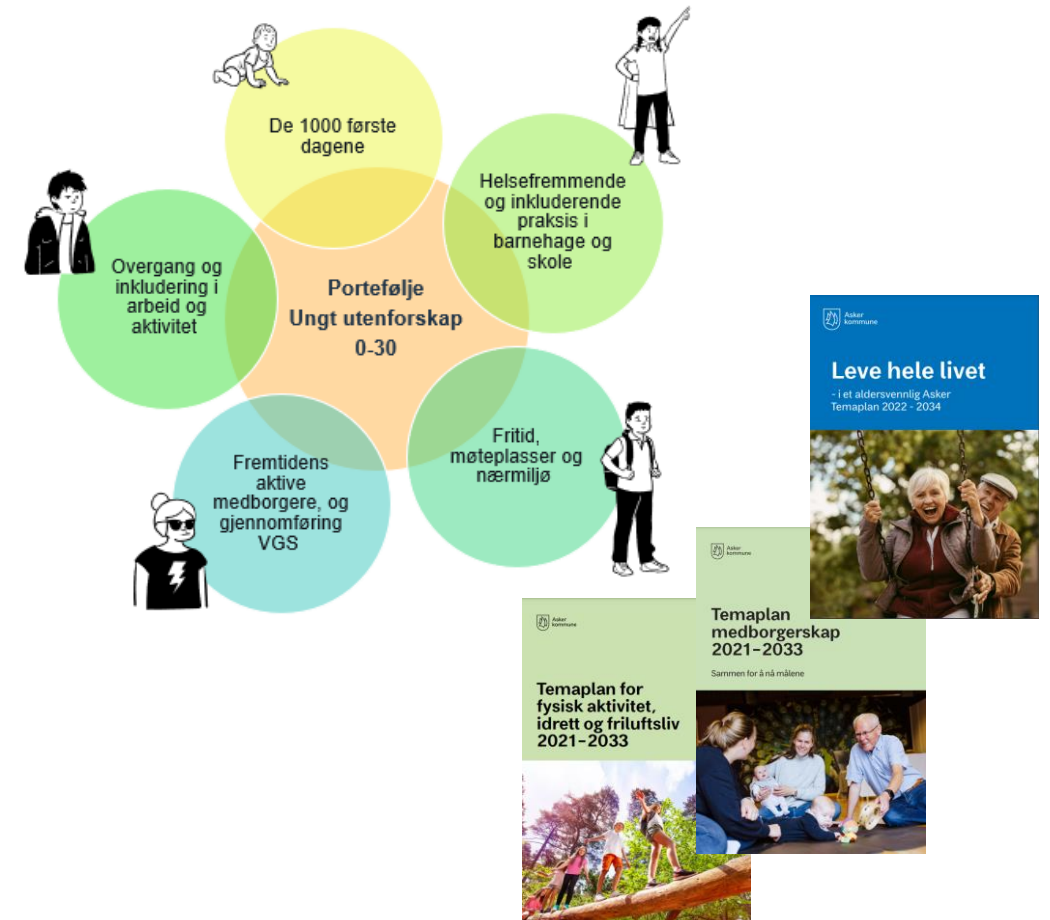 De 1000 første
dagene
Helsefremmende
og inkluderende
praksis i
barnehage og
skole
Overgang og
inkludering i
arbeid og
aktivitet
Portefølje
Ungt utenforskap
0-30
Fritid,
møteplasser og
nærmiljø
Fremtidens
aktive
medborgere, og
gjennomføring
VGS
Asker
kommune
Leve hele livet
- i et aldersvennlig Asker
Temaplan 2022 - 2034
Asker
kommune
Temaplan
medborgerskap
2021–2033
Sammen for å nå målene
Asker
kommune
Temaplan for
fysisk aktivitet,
idrett og friluftsliv
2021–2033